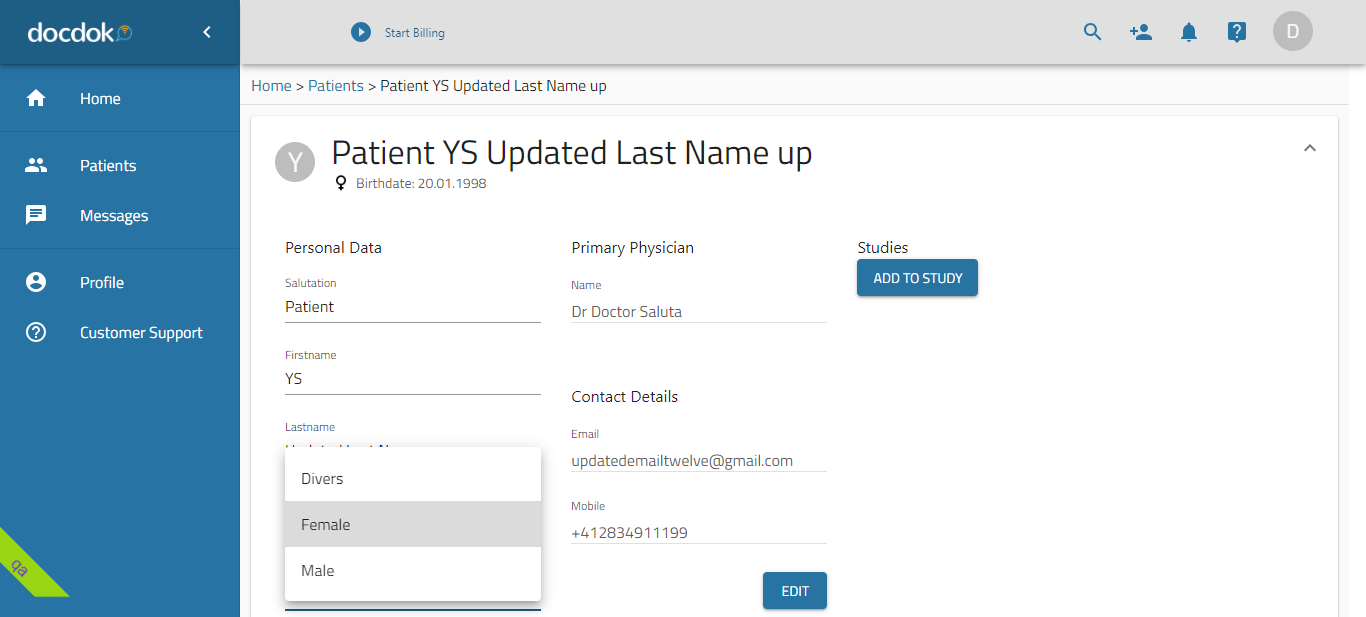 docdok
Start Billing
D
Home
Patients
Messages
Profile
Customer Support
qa
Home > Patients > Patient YS Updated Last Name up
Y
Patient YS Updated Last Name up
Birthdate: 20.01.1998
Personal Data
Salutation
Patient
Firstname
YS
Lastname
Divers
Female
Male
Primary Physician
Name
Dr Doctor Saluta
Contact Details
Email
updatedemailtwelve@gmail.com
Mobile
+412834911199
EDIT
Studies
ADD TO STUDY